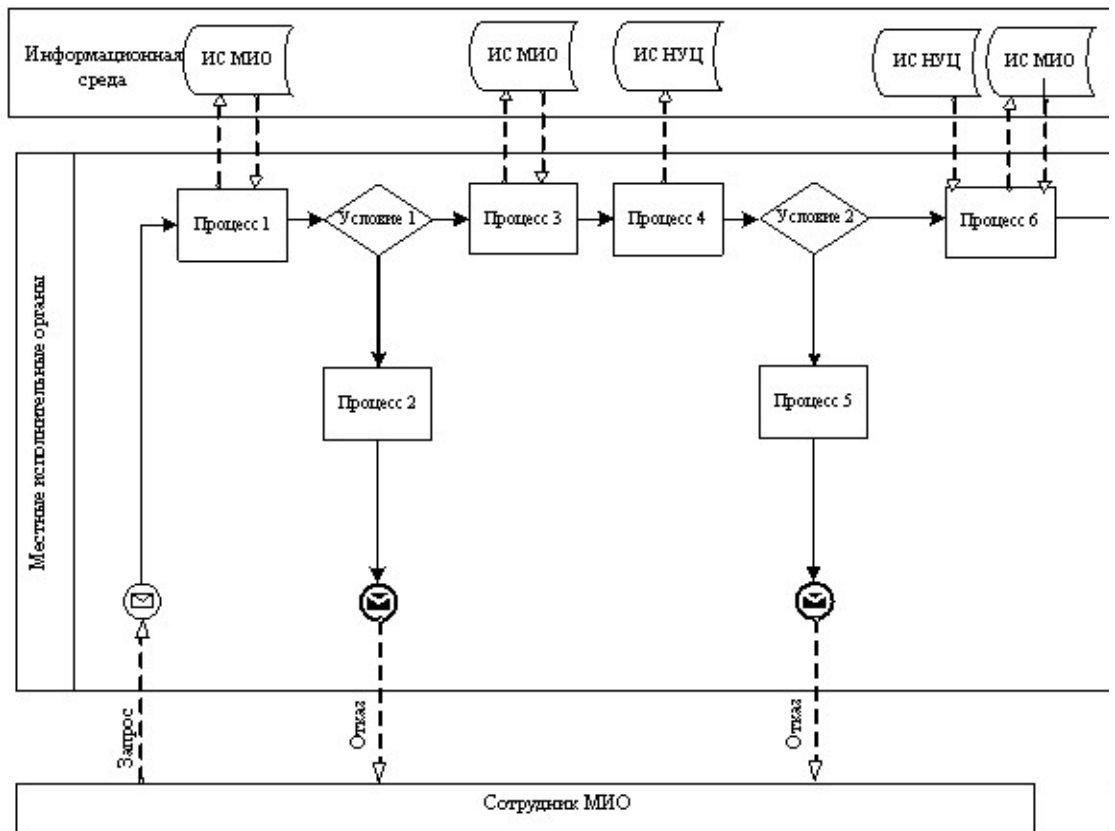 Информационная
среда
ИС МИО
ИС МИО
ИС НУЦ
ИС НУЦ
ИС МИО
Местные исполнительные органы
Процесс 1
Условие 1
Процесс 3
Процесс 4
Условие 2
Процесс 6
Процесс 2
Процесс 5
Запрос
Отказ
Отказ
Сотрудник МИО